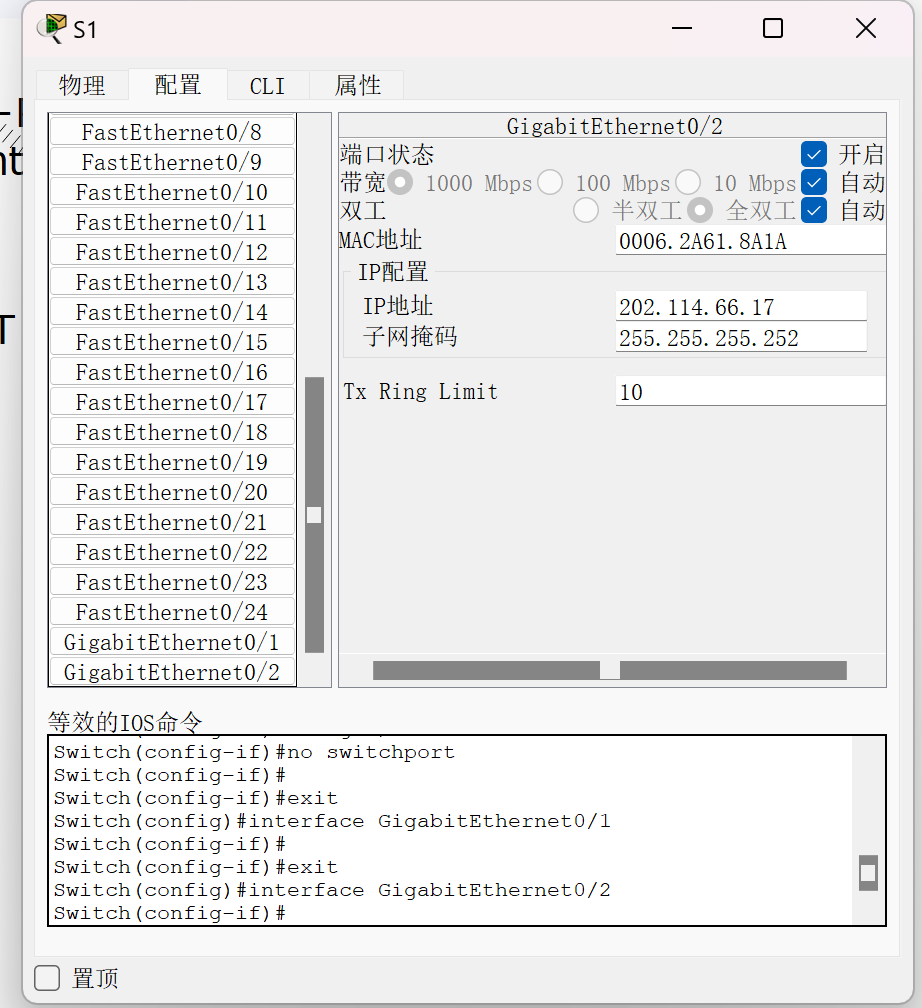 S1
物理 配置 CLI 属性
FastEthernet0/8
FastEthernet0/9
FastEthernet0/10
FastEthernet0/11
FastEthernet0/12
FastEthernet0/13
FastEthernet0/14
FastEthernet0/15
FastEthernet0/16
FastEthernet0/17
FastEthernet0/18
FastEthernet0/19
FastEthernet0/20
FastEthernet0/21
FastEthernet0/22
FastEthernet0/23
FastEthernet0/24
GigabitEthernet0/1
GigabitEthernet0/2
GigabitEthernet0/2
端口状态 开启
带宽 1000 Mbps 100 Mbps 10 Mbps 自动
双工 半双工 全双工 自动
MAC地址 0006.2A61.8A1A
IP配置
IP地址 202.114.66.17
子网掩码 255.255.255.252
Tx Ring Limit 10
等效的IOS命令
Switch(config-if)#no switchport
Switch(config-if)#
Switch(config-if)#exit
Switch(config)#interface GigabitEthernet0/1
Switch(config-if)#
Switch(config-if)#exit
Switch(config)#interface GigabitEthernet0/2
Switch(config-if)#
置顶